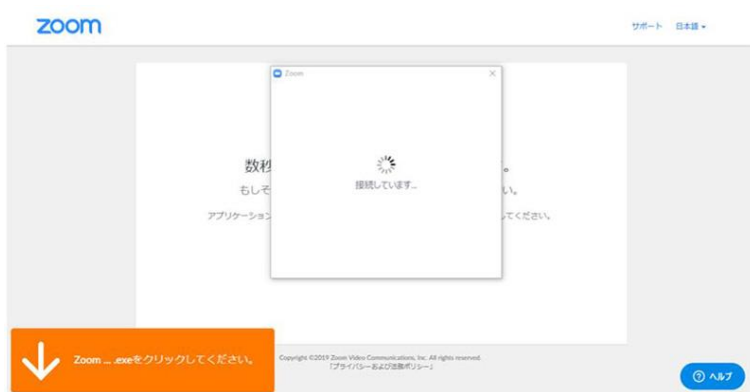 zoom
サポート 日本語
Zoom
数秒 。
もしそ い。
アプリケーション してください。
接続しています...
Zoom ... .exeをクリックしてください。
Copyright ©2019 Zoom Video Communications, Inc. All rights reserved.
「プライバシーおよび法務ポリシー」
ヘルプ